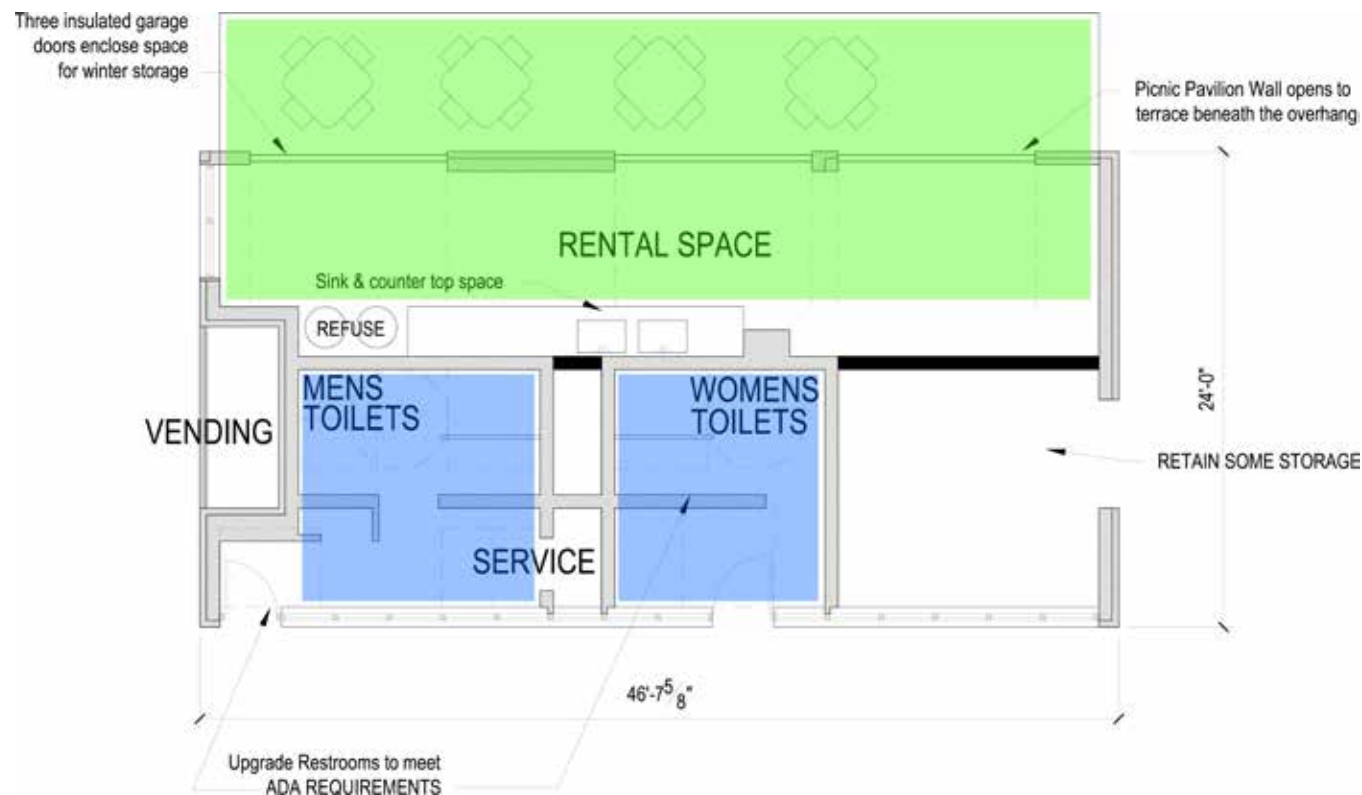 Three insulated garage
doors enclose space
for winter storage
Picnic Pavilion Wall opens to
terrace beneath the overhang
RENTAL SPACE
Sink & counter top space
REFUSE
MENS
TOILETS
WOMENS
TOILETS
VENDING
24'-0"
RETAIN SOME STORAGE
SERVICE
46'-7 5/8"
Upgrade Restrooms to meet
ADA REQUIREMENTS